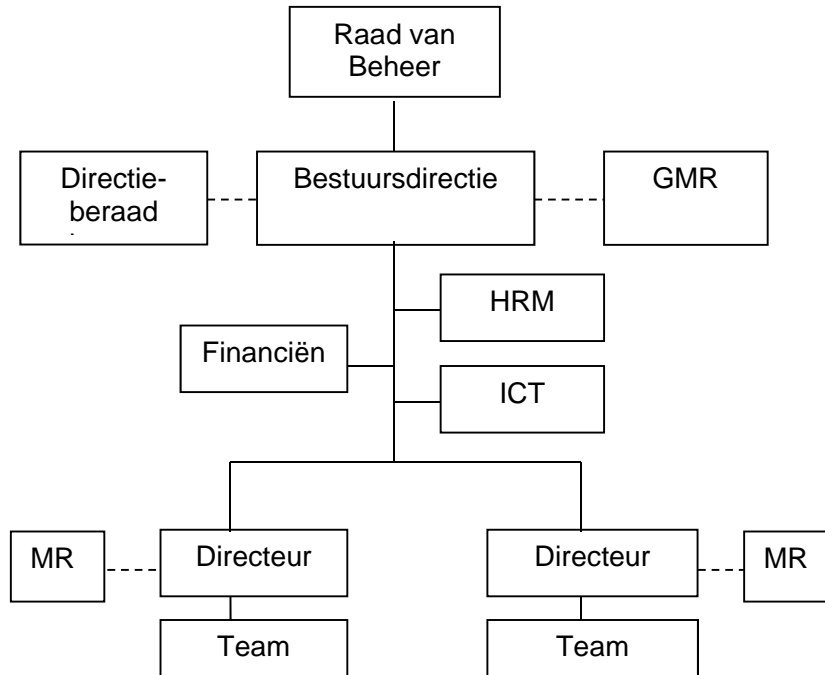 Raad van
Beheer
Directie-
beraad
Bestuursdirectie
GMR
HRM
Financiën
ICT
MR
Directeur
Directeur
MR
Team
Team